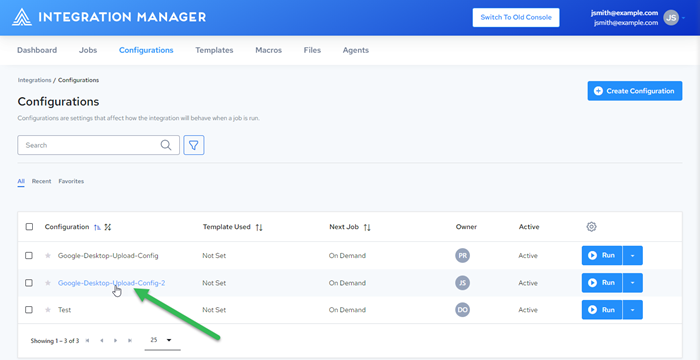 INTEGRATION MANAGER
Switch To Old Console
jsmith@example.com
jsmith@example.com
JS
Dashboard Jobs Configurations Templates Macros Files Agents
Integrations / Configurations
Configurations
Create Configuration
Configurations are settings that affect how the integration will behave when a job is run.
Search
All Recent Favorites
Configuration Template Used Next Job Owner Active
Google-Desktop-Upload-Config Not Set On Demand PR Active Run
Google-Desktop-Upload-Config-2 Not Set On Demand JS Active Run
Test Not Set On Demand DO Active Run
Showing 1 – 3 of 3 25